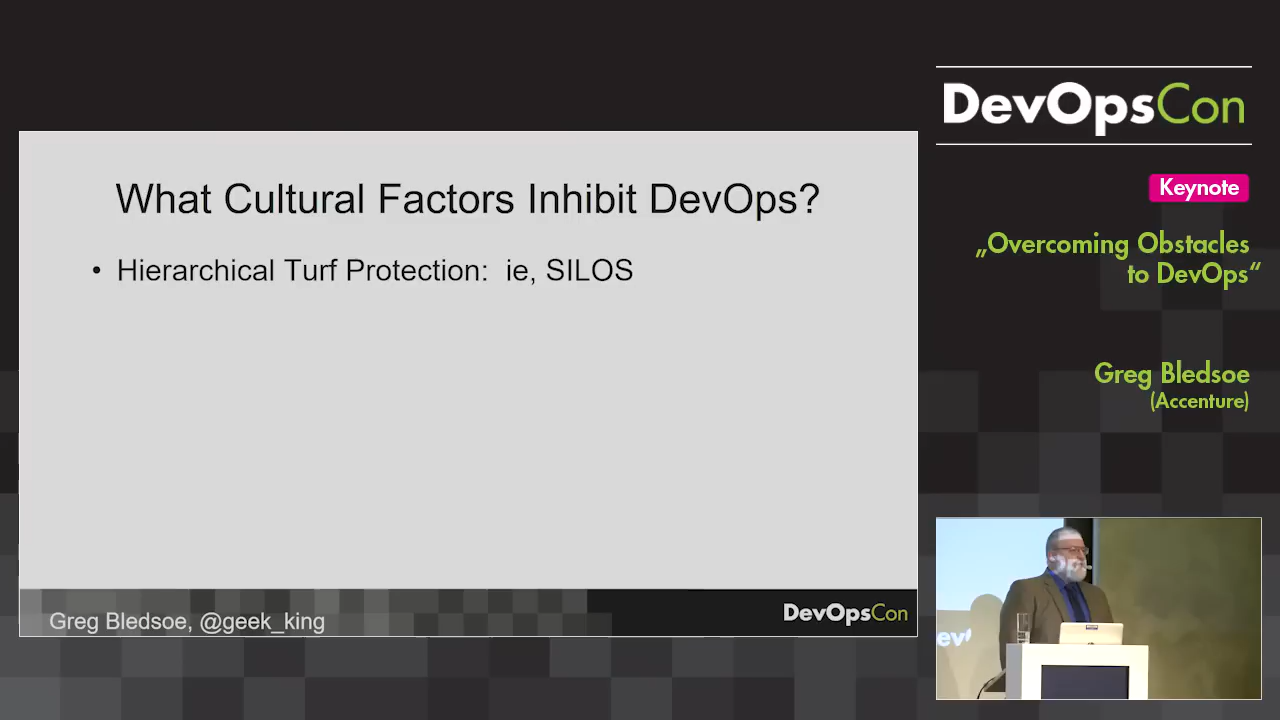 What Cultural Factors Inhibit DevOps?
• Hierarchical Turf Protection: ie, SILOS
Greg Bledsoe, @geek_king
DevOpsCon
DevOpsCon
Keynote
„Overcoming Obstacles
to DevOps“
Greg Bledsoe
(Accenture)